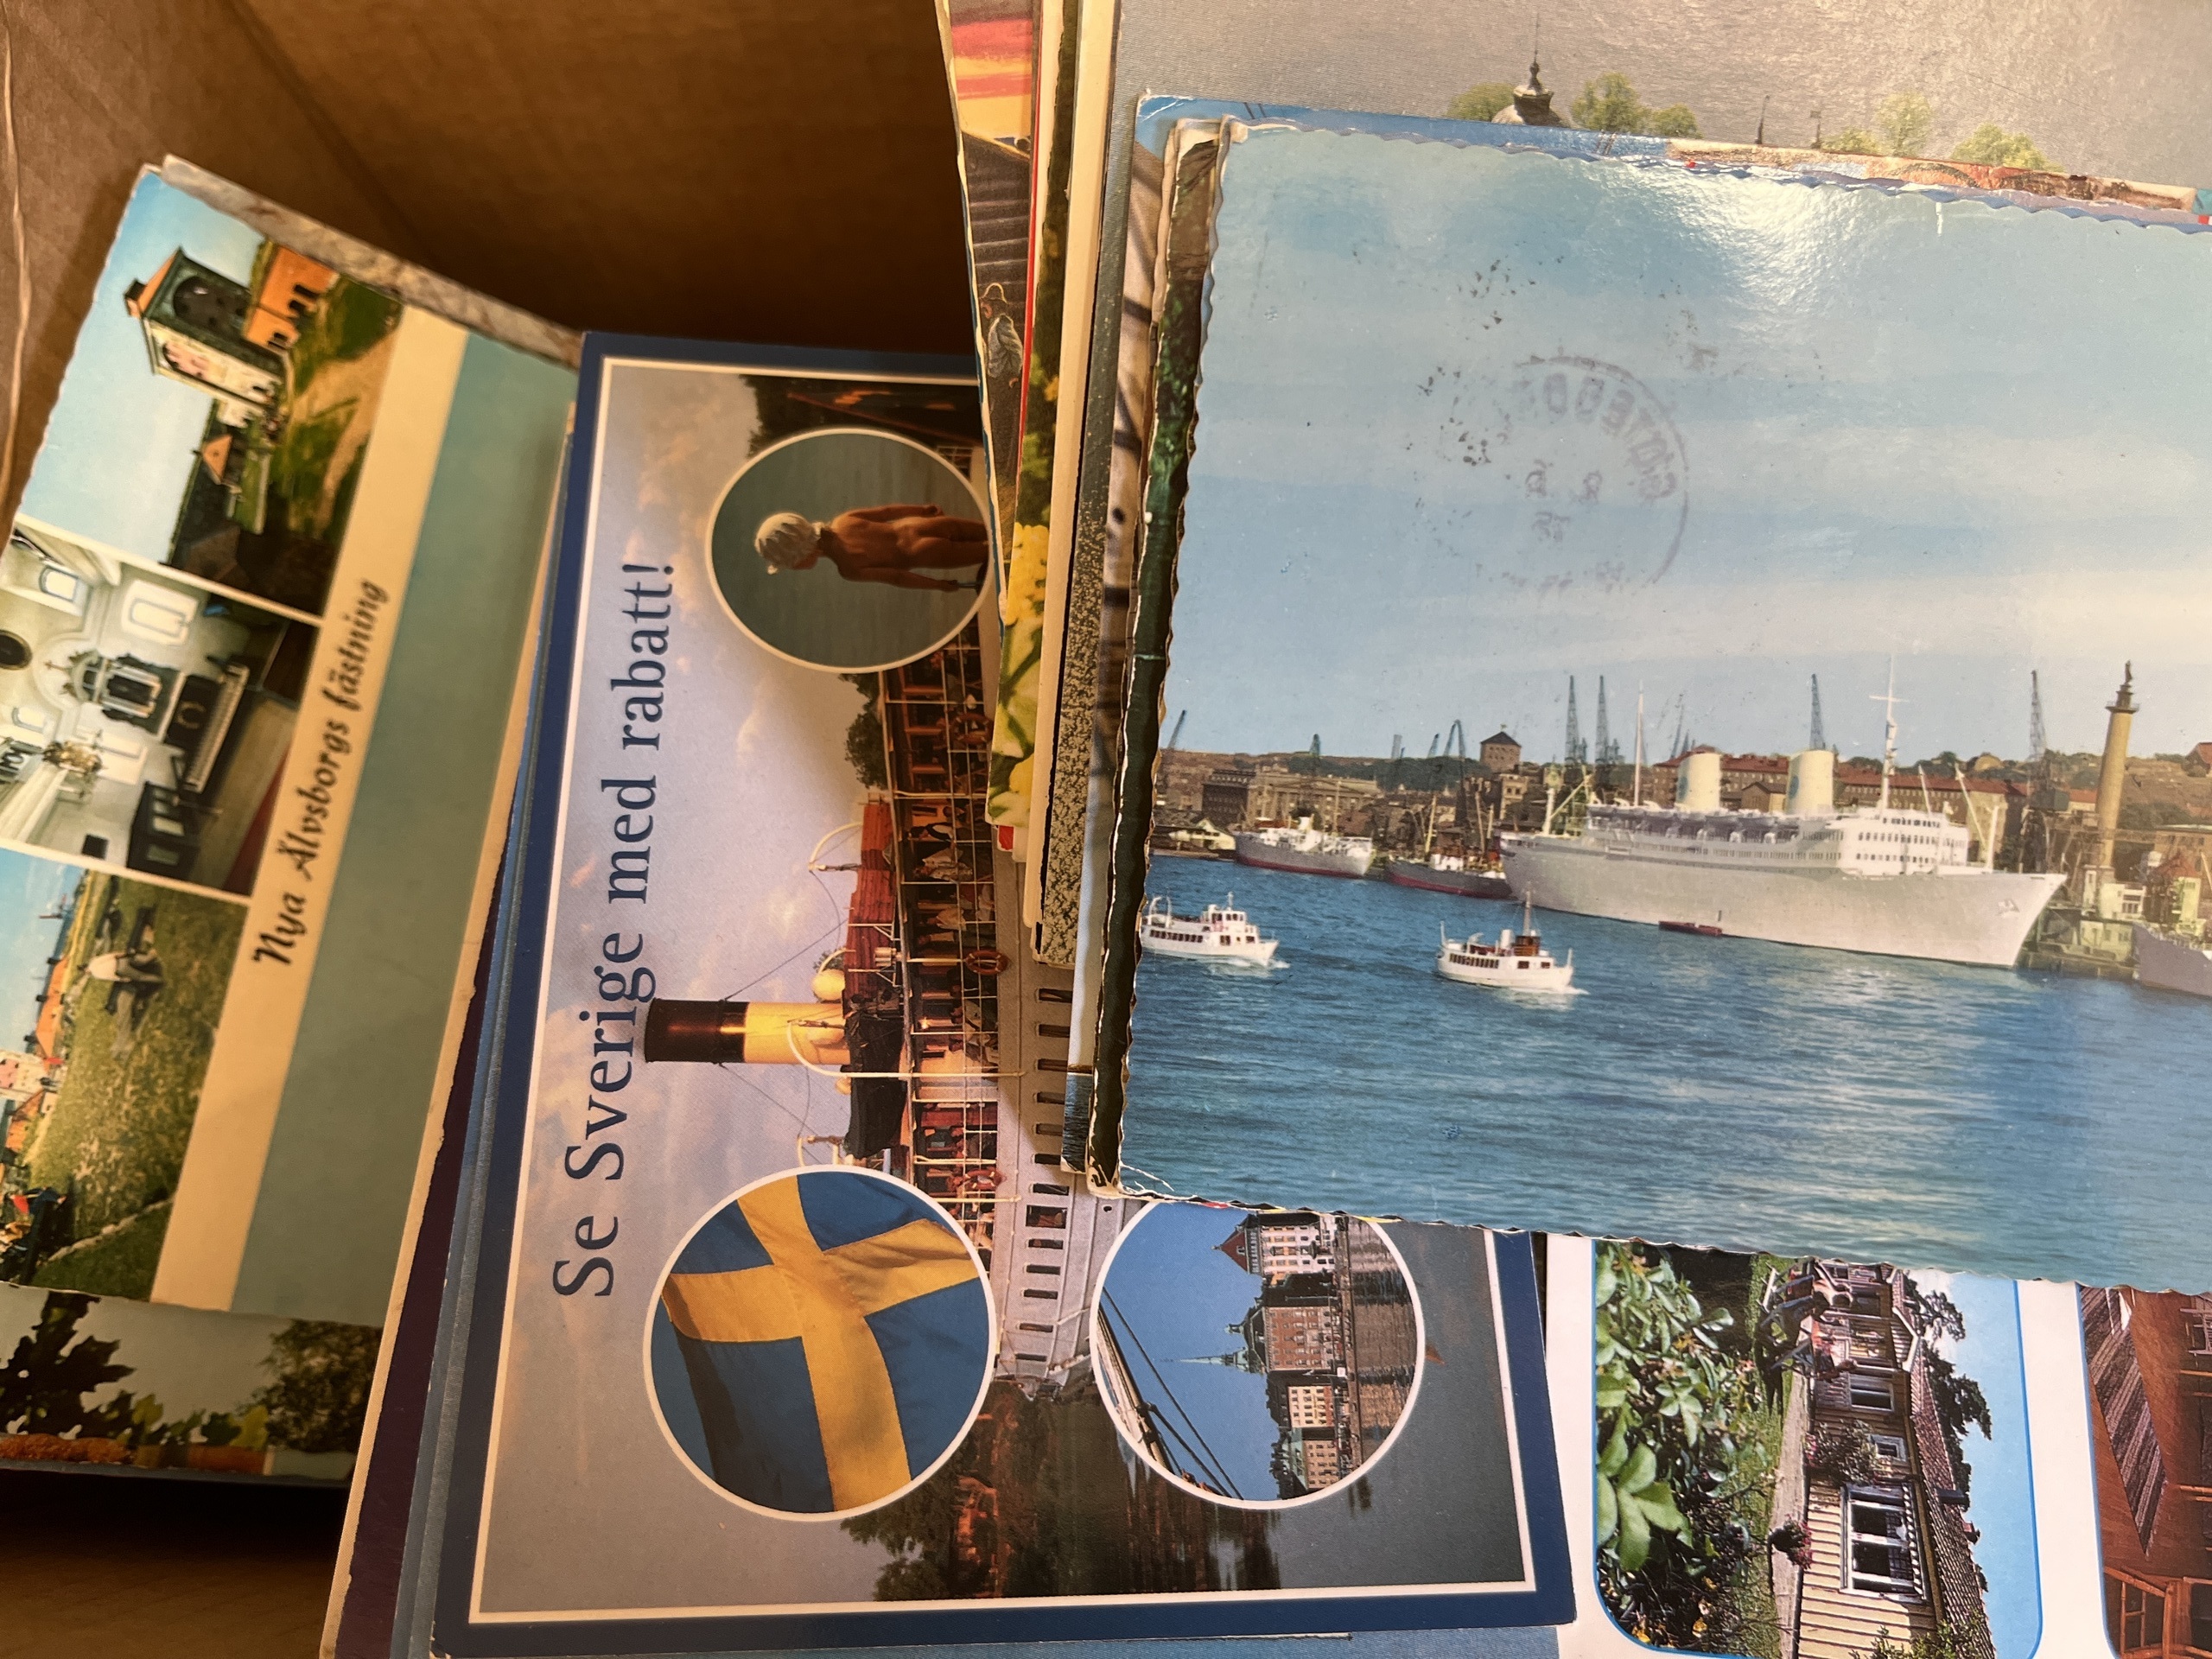 Nya Älvsborgs fästning
Se Sverige med rabatt!